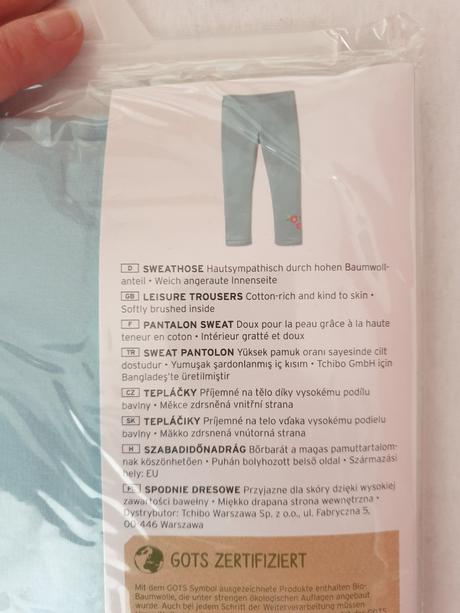 D SWEATHOSE Hautsympathisch durch hohen Baumwoll-
anteil • Weich angeraute Innenseite
GB LEISURE TROUSERS Cotton-rich and kind to skin •
Softly brushed inside
F PANTALON SWEAT Doux pour la peau grâce à la haute
teneur en coton • Intérieur gratté et doux
TR SWEAT PANTOLON Yüksek pamuk oranı sayesinde cilt
dostudur • Yumuşak şardonlanmış iç kısım • Tchibo GmbH için
Bangladeş'te üretilmiştir
CZ TEPLÁČKY Příjemné na tělo díky vysokému podílu
bavlny • Měkce zdrsněná vnitřní strana
SK TEPLÁČIKY Príjemné na telo vďaka vysokému podielu
bavlny • Mäkko zdrsnená vnútorná strana
H SZABADIDŐNADRÁG Bőrbarát a magas pamuttartalom-
nak köszönhetően • Puhán bolyhozott belső oldal • Származási
hely: EU
PL SPODNIE DRESOWE Przyjazne dla skóry dzięki wysokiej
zawartości bawełny • Miękko drapana strona wewnętrzna •
Dystrybutor: Tchibo Warszawa Sp. z o.o., ul. Fabryczna 5,
00-446 Warszawa
GOTS ZERTIFIZIERT
Mit dem GOTS Symbol ausgezeichnete Produkte enthalten Bio-
Baumwolle, die unter strengen ökologischen Auflagen angebaut
wurde. Auch bei jedem Schritt der Weiterverarbeitung müssen